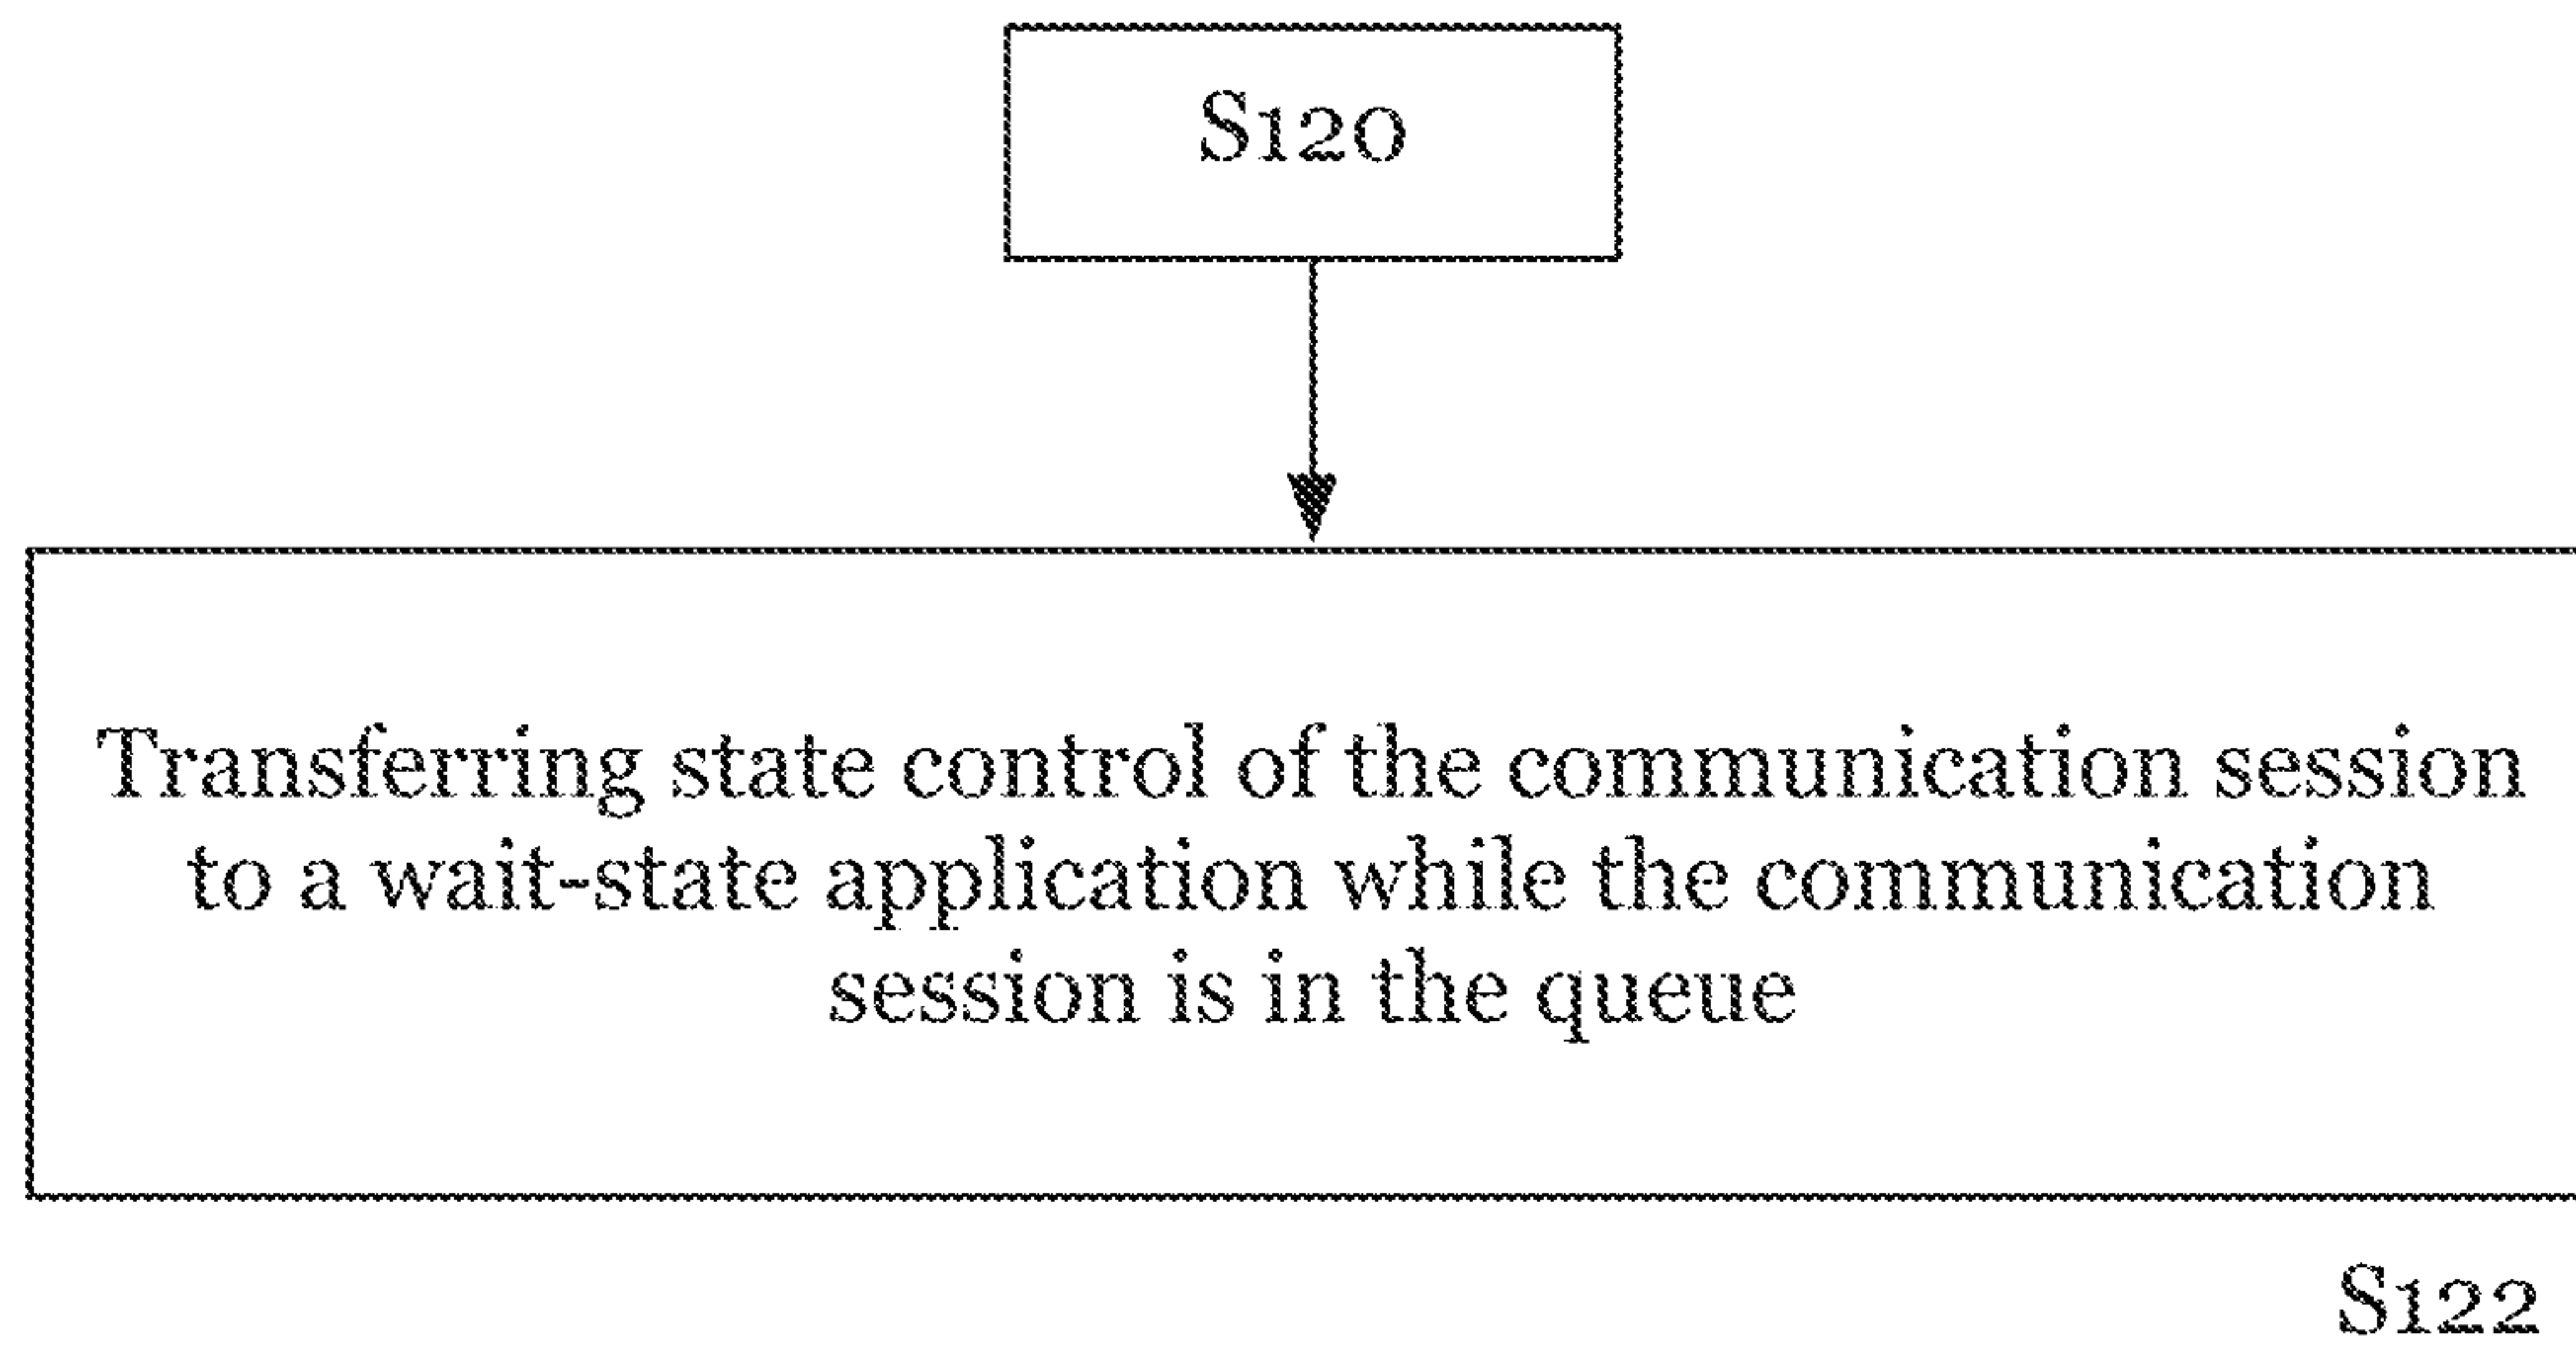 S120
Transferring state control of the communication session
to a wait-state application while the communication
session is in the queue
S122